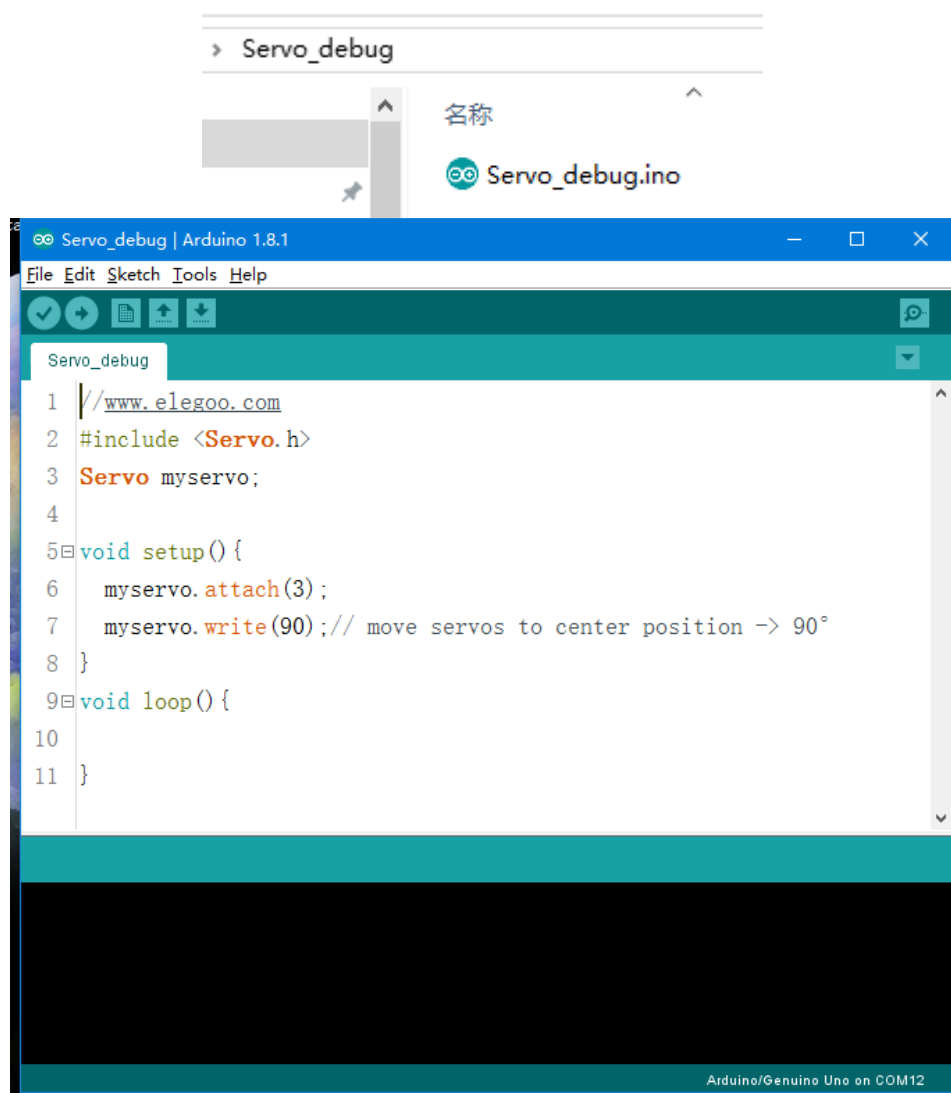 > Servo_debug
名称
Servo_debug.ino
Servo_debug | Arduino 1.8.1
File Edit Sketch Tools Help
Servo_debug
1 //www.elegoo.com
2 #include <Servo.h>
3 Servo myservo;
4
5 void setup(){
6 myservo.attach(3);
7 myservo.write(90);// move servos to center position -> 90°
8 }
9 void loop(){
10
11 }
Arduino/Genuino Uno on COM12